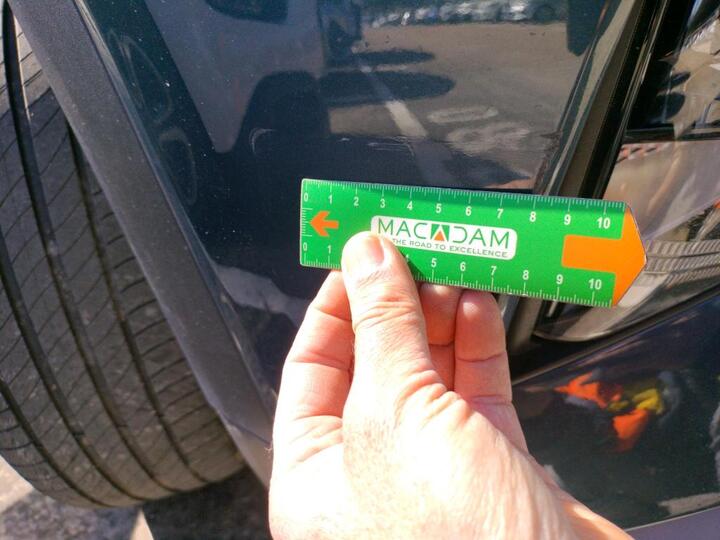 0 1 2 3 4 5 6 7 8 9 10
MACADAM
THE ROAD TO EXCELLENCE
0 1 4 5 6 7 8 9 10